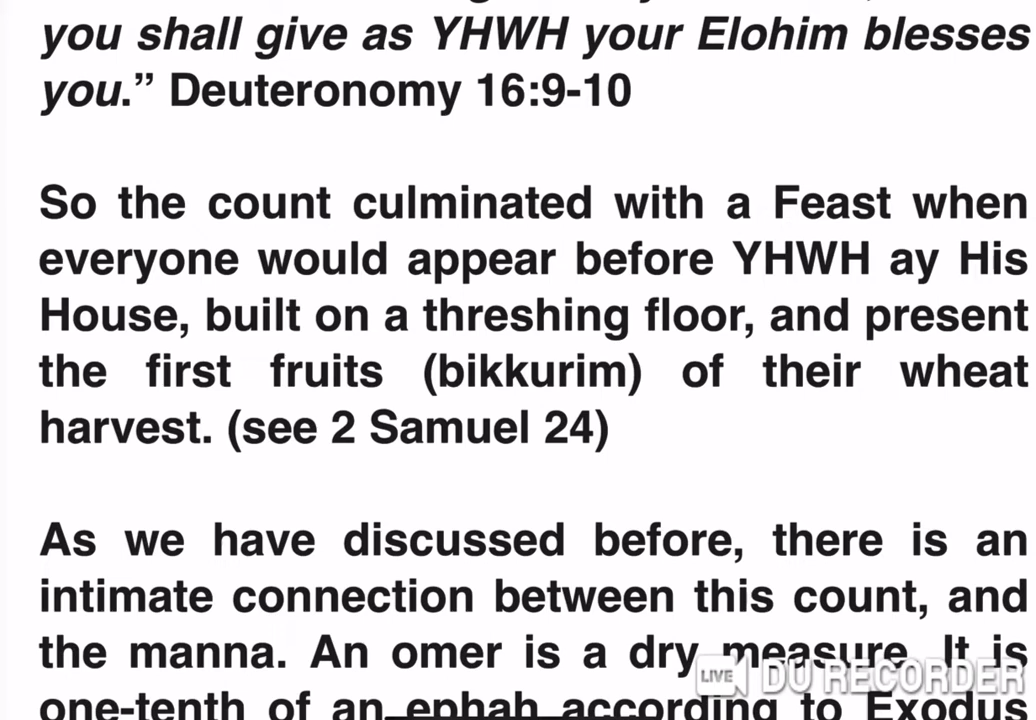 you shall give as YHWH your Elohim blesses
you.” Deuteronomy 16:9-10
So the count culminated with a Feast when
everyone would appear before YHWH ay His
House, built on a threshing floor, and present
the first fruits (bikkurim) of their wheat
harvest. (see 2 Samuel 24)
As we have discussed before, there is an
intimate connection between this count, and
the manna. An omer is a dry measure. It is
LIVE DU RECORDER
one-tenth of an ephah according to Exodus